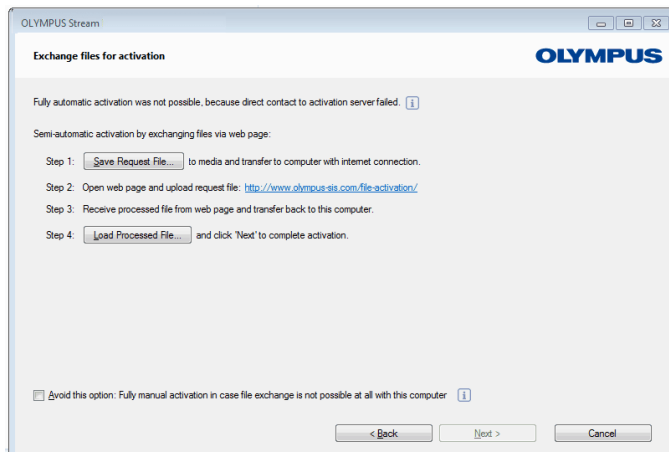 OLYMPUS Stream
Exchange files for activation
OLYMPUS
Fully automatic activation was not possible, because direct contact to activation server failed. i
Semi-automatic activation by exchanging files via web page:
Step 1: Save Request File... to media and transfer to computer with internet connection.
Step 2: Open web page and upload request file: http://www.olympus-sis.com/file-activation/
Step 3: Receive processed file from web page and transfer back to this computer.
Step 4: Load Processed File... and click 'Next' to complete activation.
Avoid this option: Fully manual activation in case file exchange is not possible at all with this computer i
< Back Next > Cancel